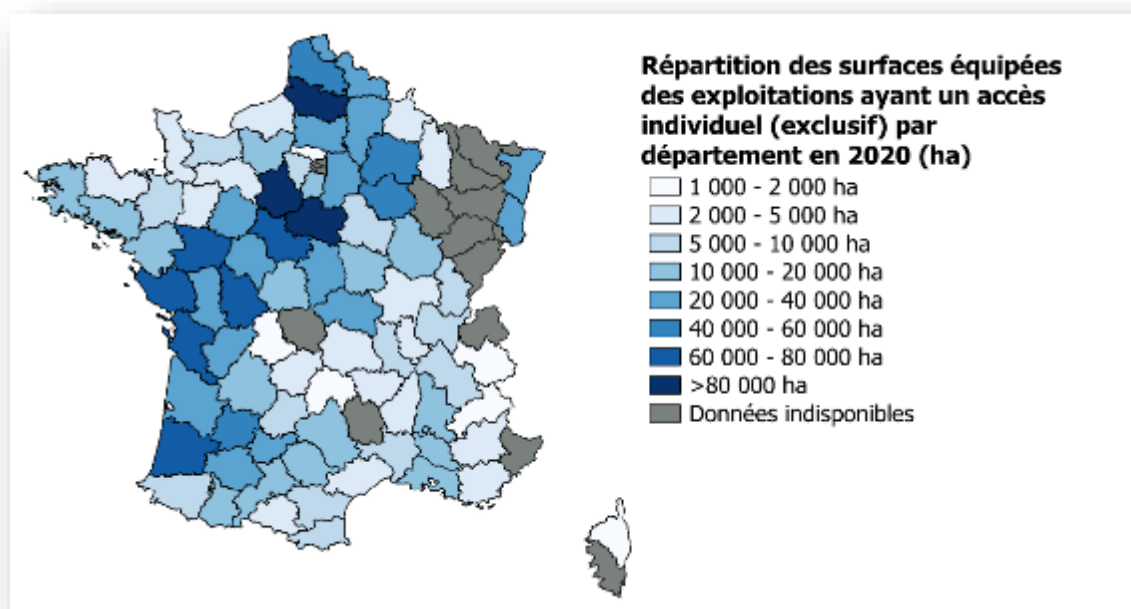 Répartition des surfaces équipées
des exploitations ayant un accès
individuel (exclusif) par
département en 2020 (ha)
1 000 - 2 000 ha
2 000 - 5 000 ha
5 000 - 10 000 ha
10 000 - 20 000 ha
20 000 - 40 000 ha
40 000 - 60 000 ha
60 000 - 80 000 ha
>80 000 ha
Données indisponibles